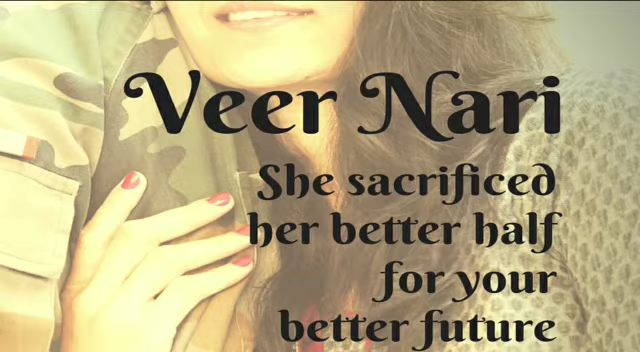 Veer Nari
She sacrificed
her better half
for your
better future